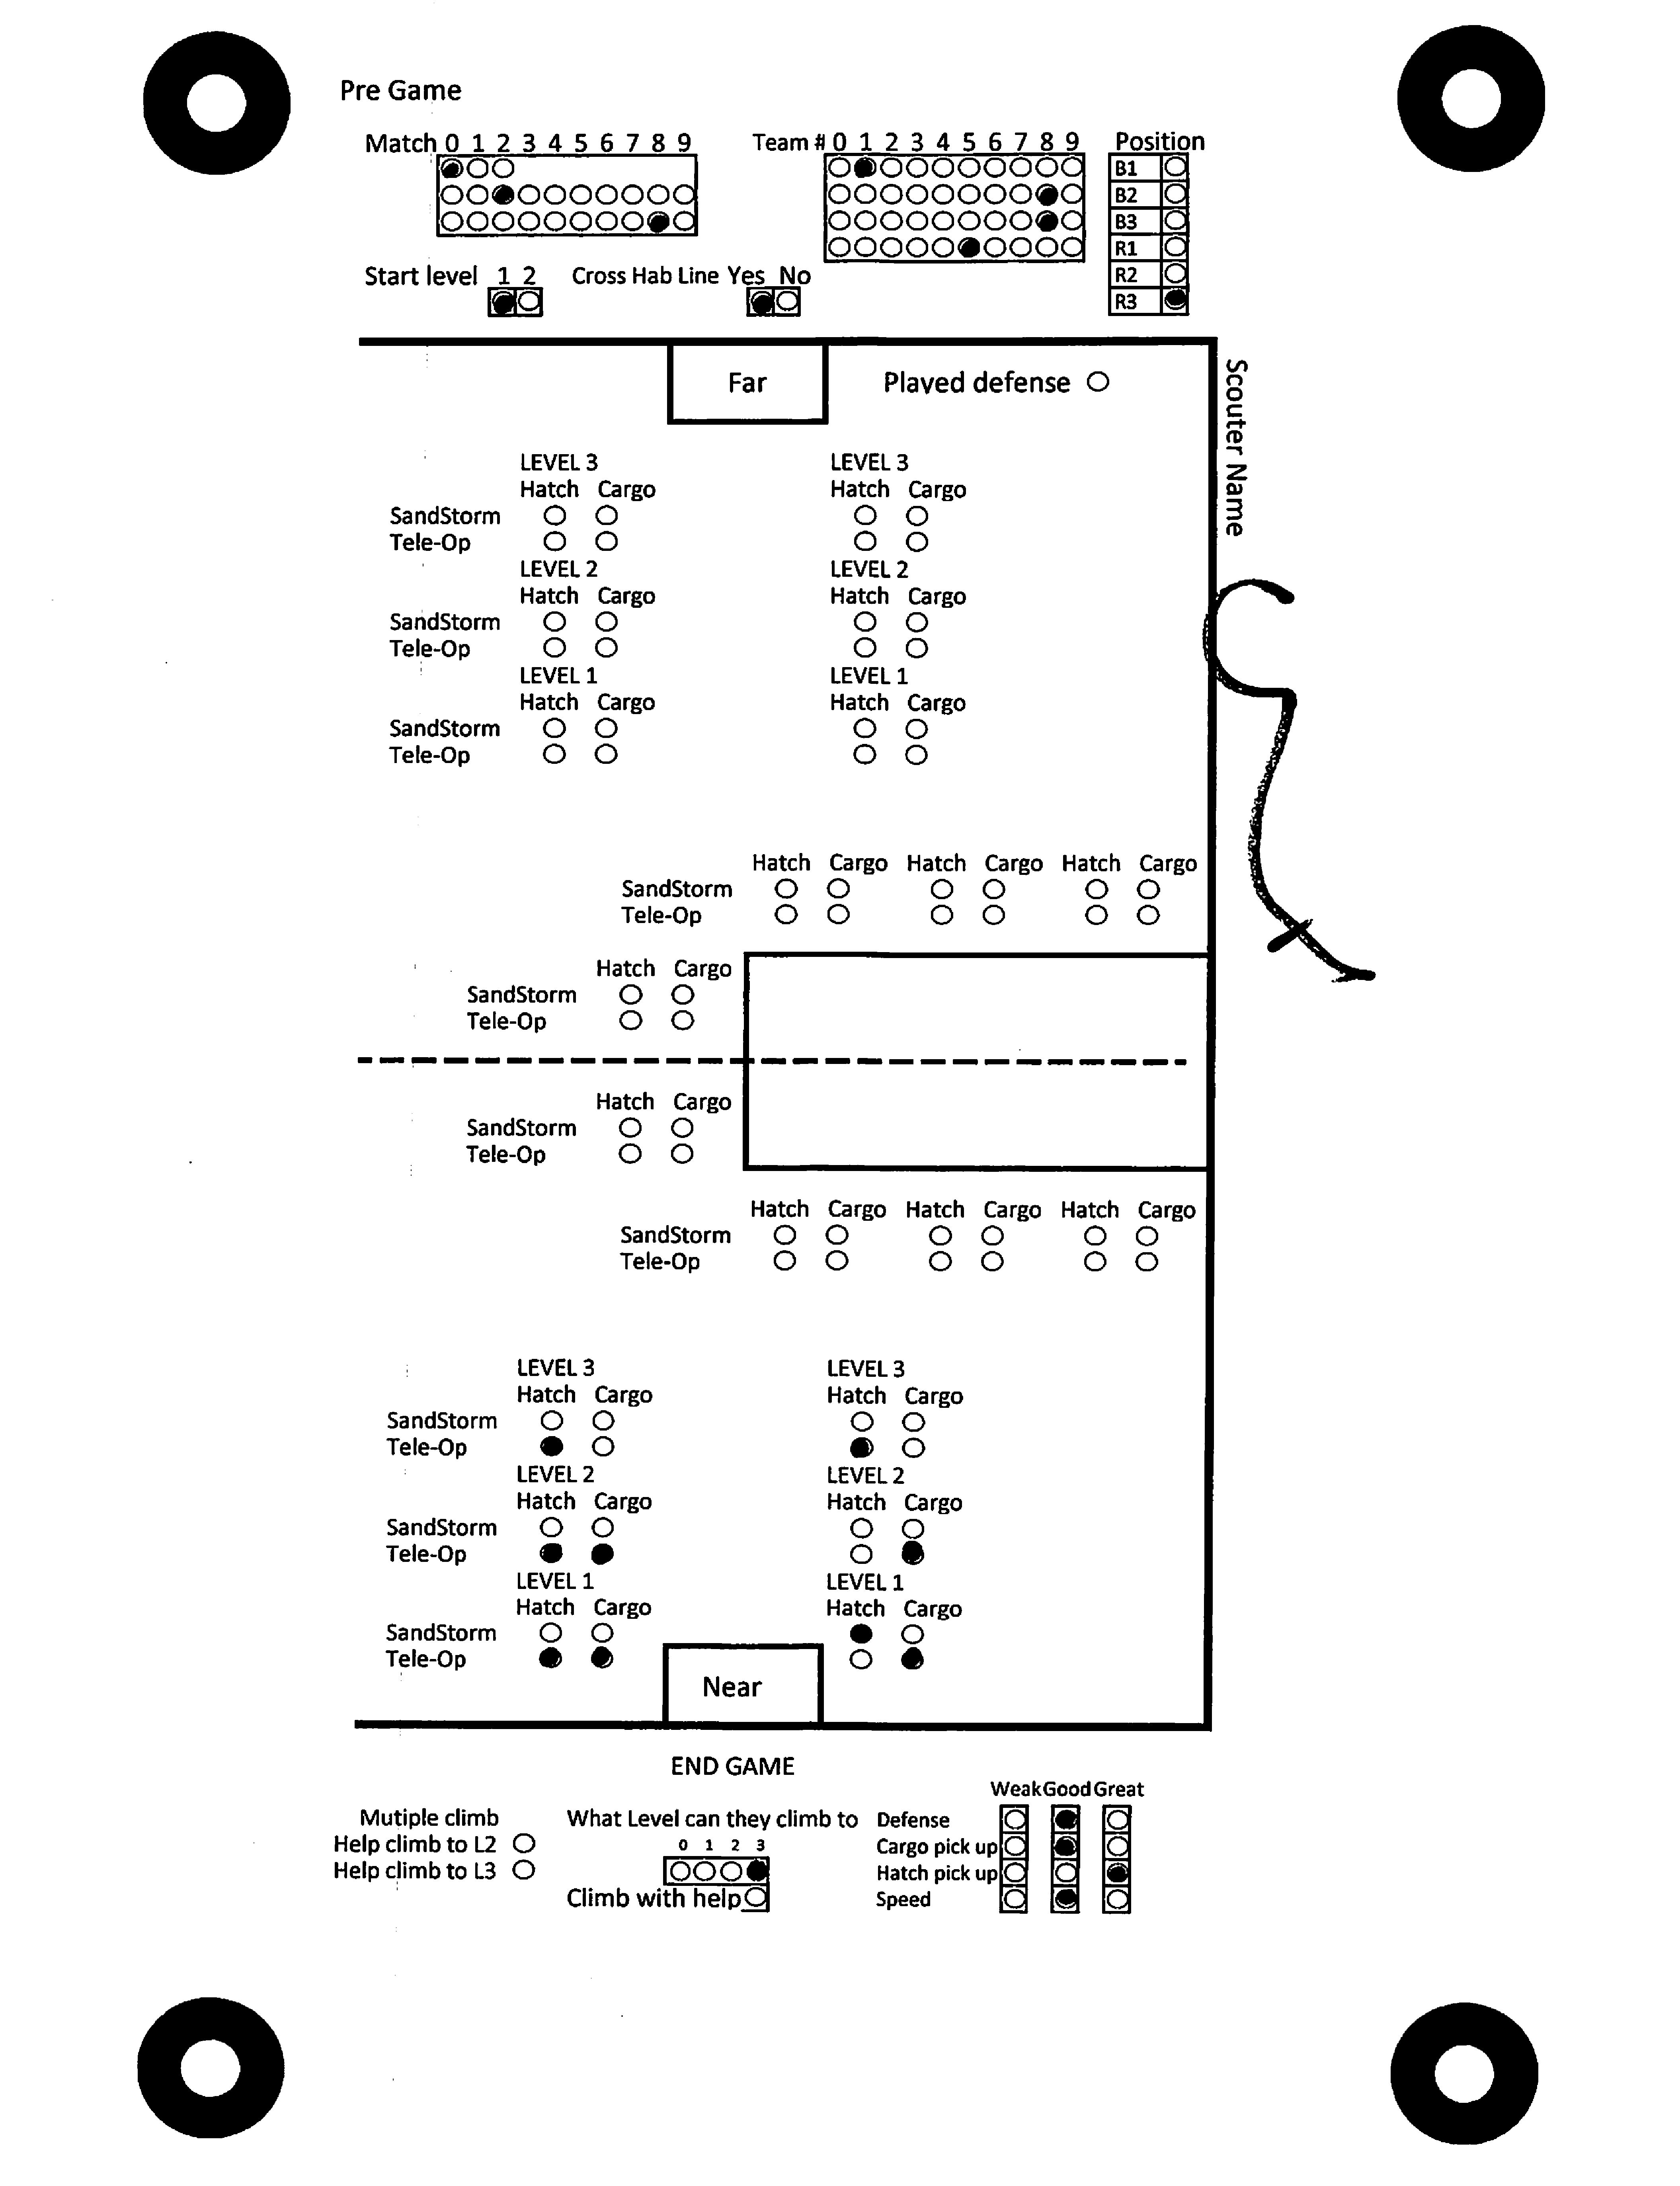 Pre Game
Match 0 1 2 3 4 5 6 7 8 9
Team # 0 1 2 3 4 5 6 7 8 9
Position
B1
B2
B3
R1
R2
R3
Start level 1 2
Cross Hab Line Yes No
Far
Played defense
Scouter Name
LEVEL 3 LEVEL 3
Hatch Cargo Hatch Cargo
SandStorm
Tele-Op
LEVEL 2 LEVEL 2
Hatch Cargo Hatch Cargo
SandStorm
Tele-Op
LEVEL 1 LEVEL 1
Hatch Cargo Hatch Cargo
SandStorm
Tele-Op
Hatch Cargo Hatch Cargo Hatch Cargo
SandStorm
Tele-Op
Hatch Cargo
SandStorm
Tele-Op
Hatch Cargo
SandStorm
Tele-Op
Hatch Cargo Hatch Cargo Hatch Cargo
SandStorm
Tele-Op
LEVEL 3 LEVEL 3
Hatch Cargo Hatch Cargo
SandStorm
Tele-Op
LEVEL 2 LEVEL 2
Hatch Cargo Hatch Cargo
SandStorm
Tele-Op
LEVEL 1 LEVEL 1
Hatch Cargo Hatch Cargo
SandStorm
Tele-Op
Near
END GAME
Mutiple climb
Help climb to L2
Help climb to L3
What Level can they climb to
0 1 2 3
Climb with help
Weak Good Great
Defense
Cargo pick up
Hatch pick up
Speed